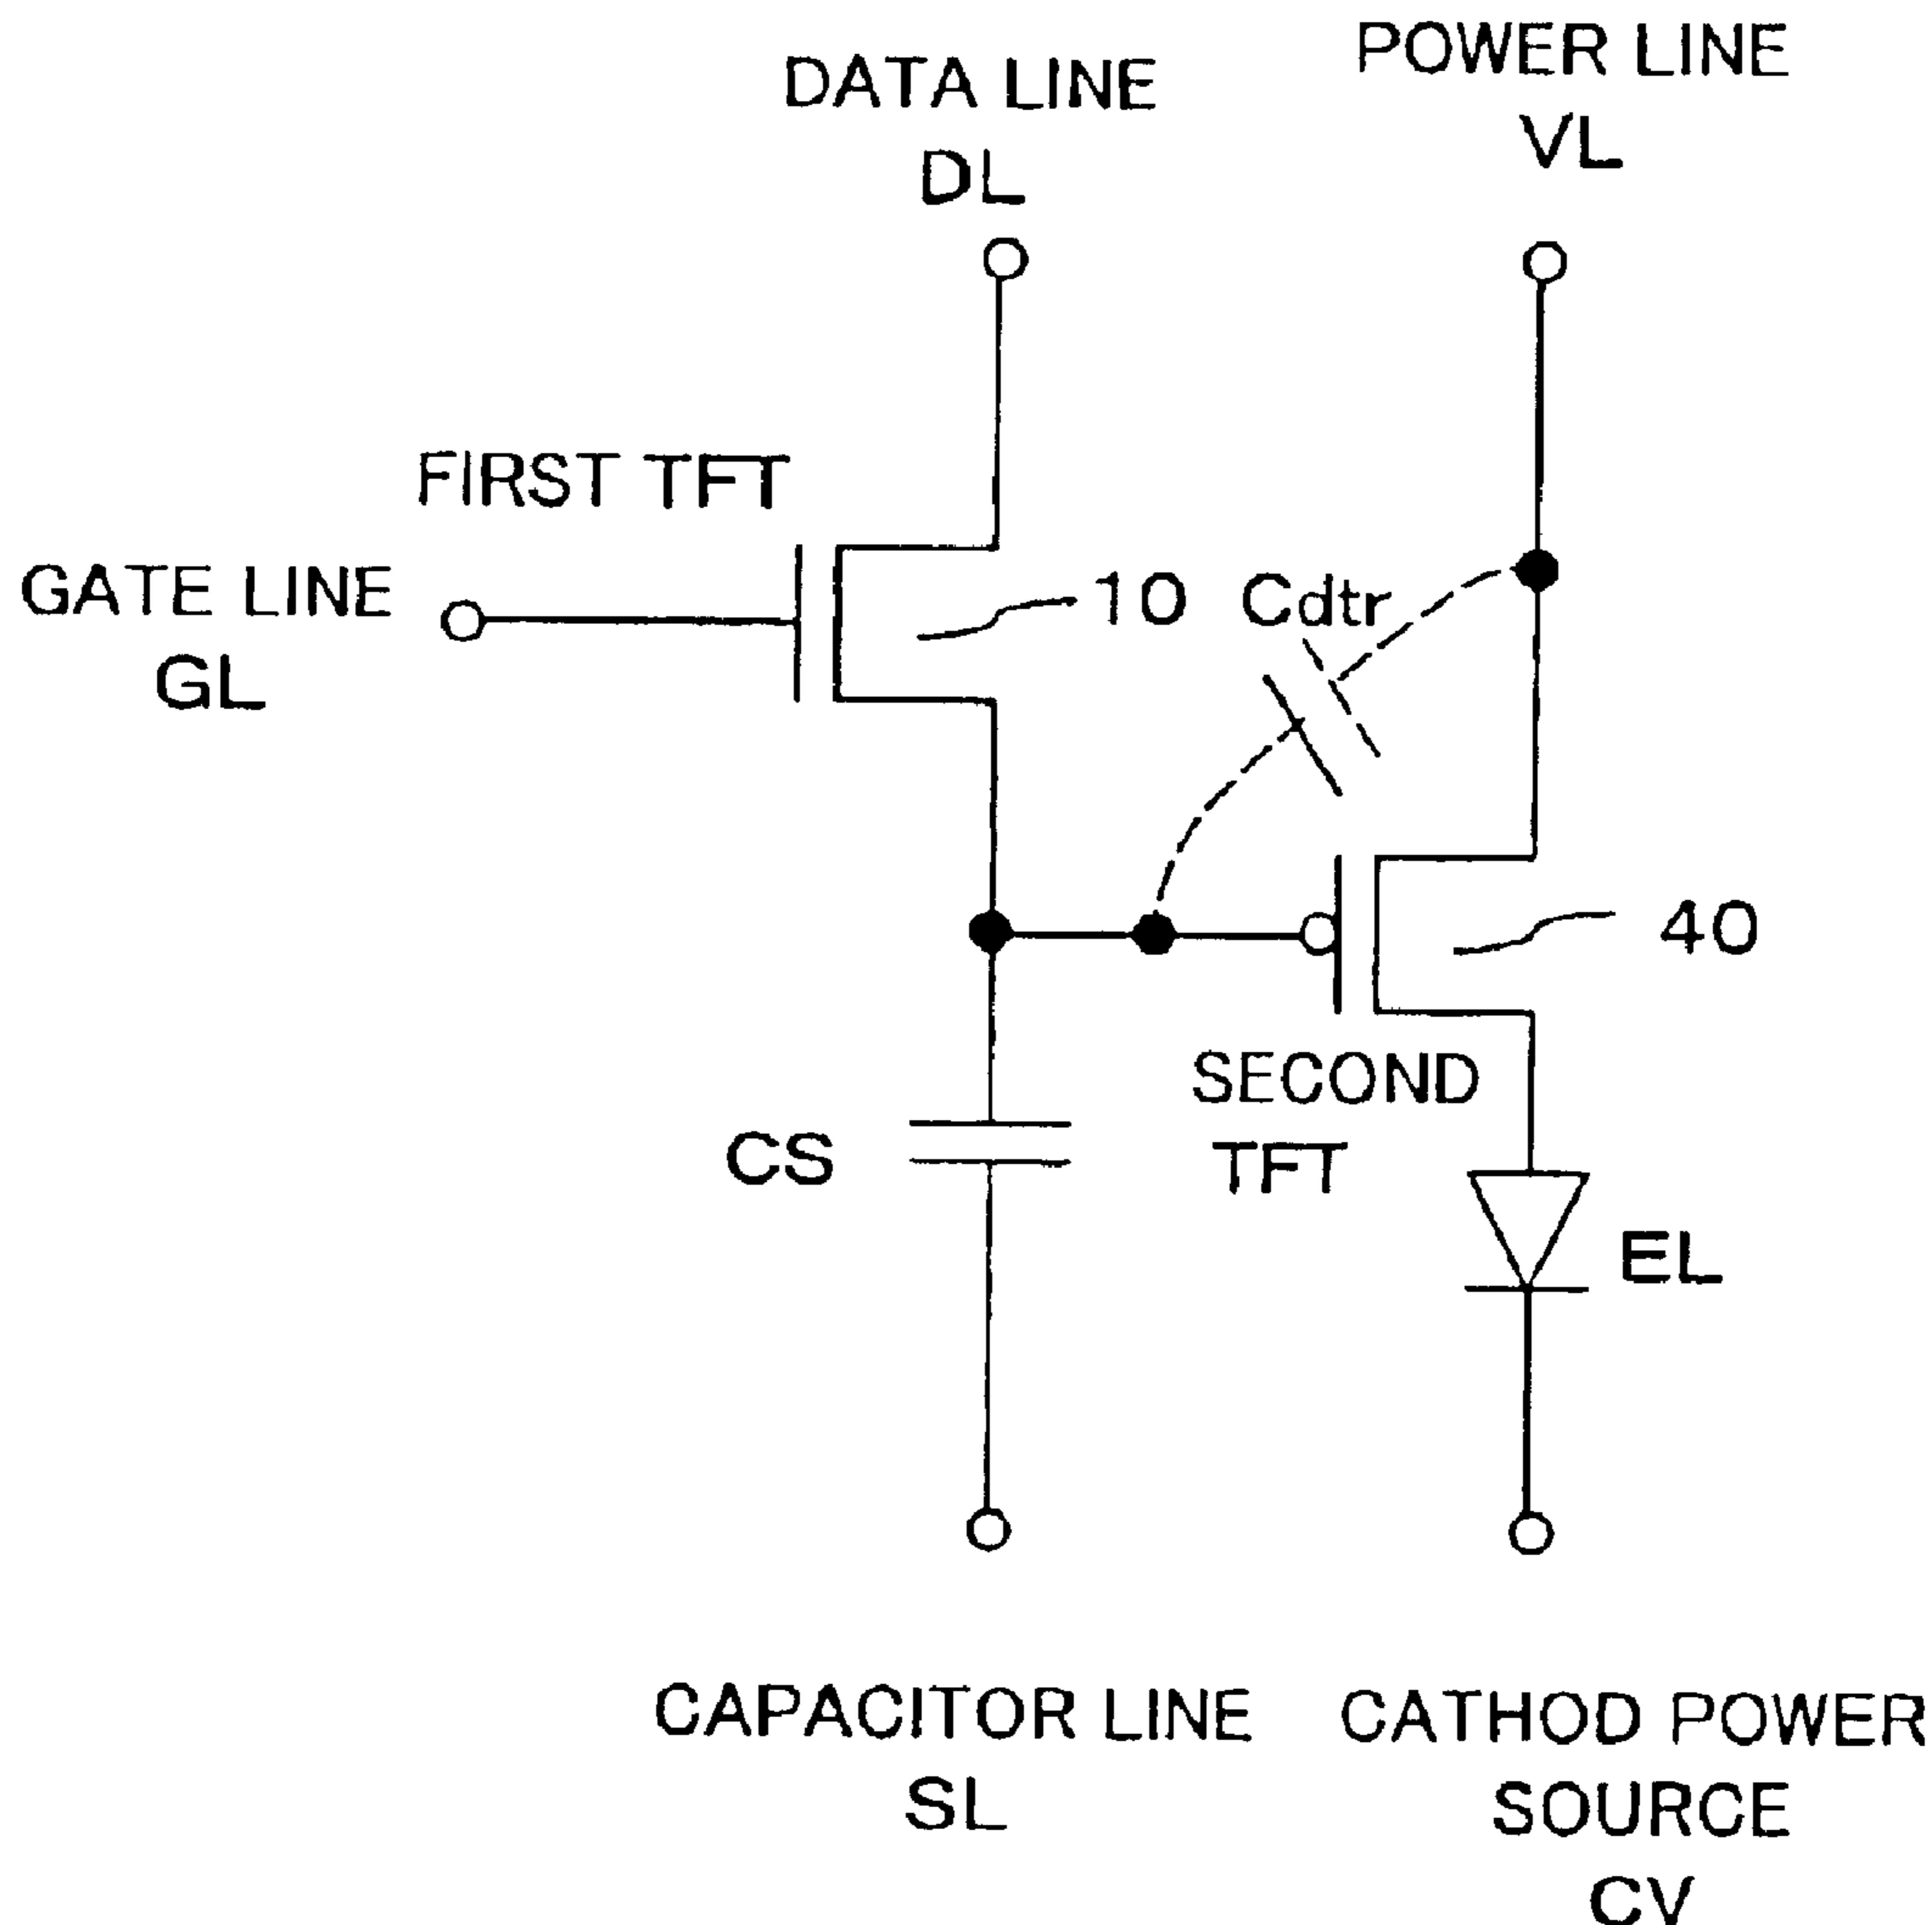 DATA LINE
DL
POWER LINE
VL
FIRST TFT
GATE LINE
GL
10
Cdtr
40
SECOND
TFT
CS
EL
CAPACITOR LINE
SL
CATHOD POWER
SOURCE
CV